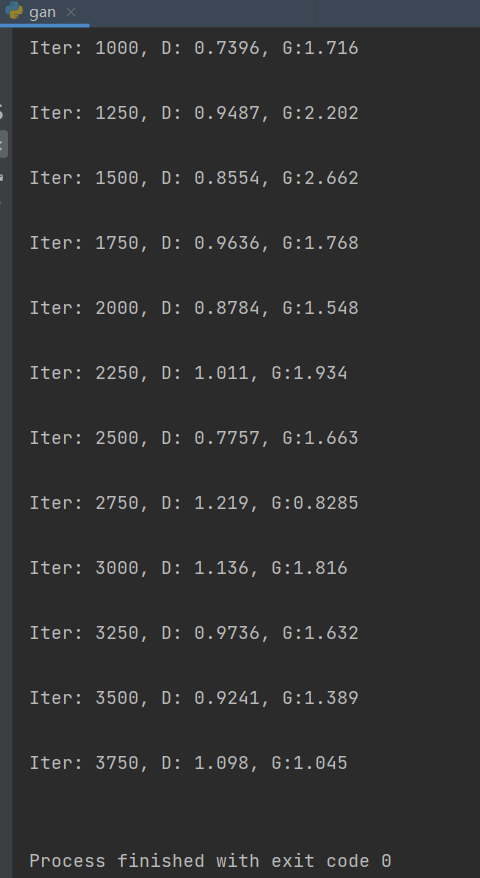 gan
Iter: 1000, D: 0.7396, G:1.716
Iter: 1250, D: 0.9487, G:2.202
Iter: 1500, D: 0.8554, G:2.662
Iter: 1750, D: 0.9636, G:1.768
Iter: 2000, D: 0.8784, G:1.548
Iter: 2250, D: 1.011, G:1.934
Iter: 2500, D: 0.7757, G:1.663
Iter: 2750, D: 1.219, G:0.8285
Iter: 3000, D: 1.136, G:1.816
Iter: 3250, D: 0.9736, G:1.632
Iter: 3500, D: 0.9241, G:1.389
Iter: 3750, D: 1.098, G:1.045
Process finished with exit code 0